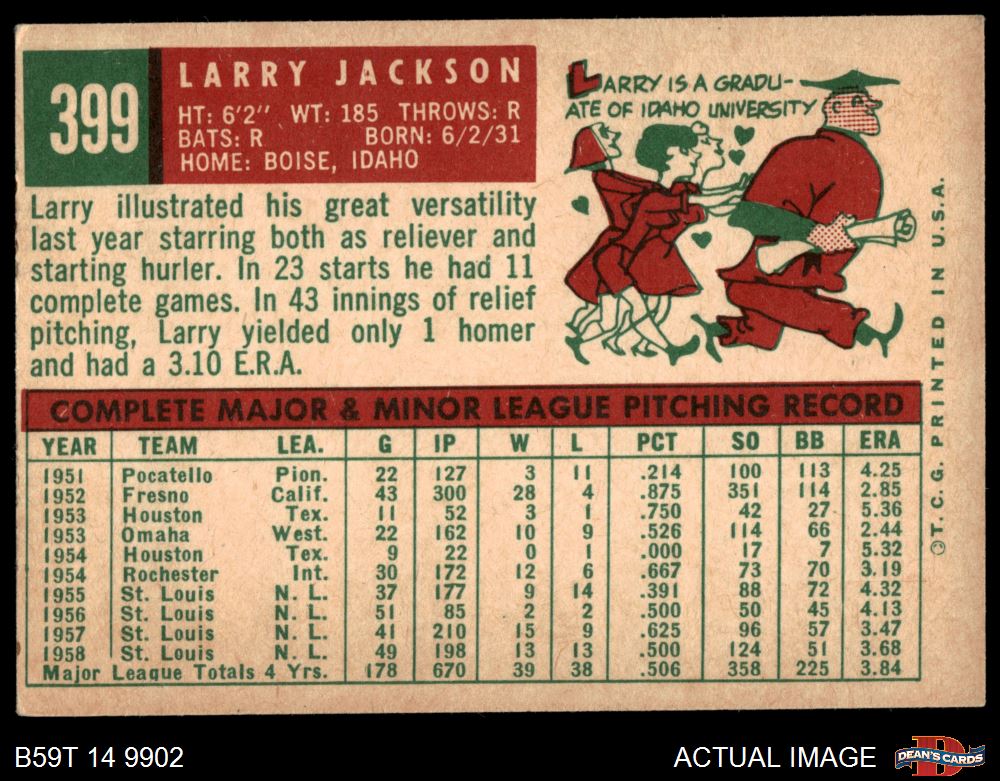 399
LARRY JACKSON
HT: 6'2" WT: 185 THROWS: R
BATS: R BORN: 6/2/31
HOME: BOISE, IDAHO
LARRY IS A GRADU-
ATE OF IDAHO UNIVERSITY
Larry illustrated his great versatility
last year starring both as reliever and
starting hurler. In 23 starts he had 11
complete games. In 43 innings of relief
pitching, Larry yielded only 1 homer
and had a 3.10 E.R.A.
COMPLETE MAJOR & MINOR LEAGUE PITCHING RECORD
YEAR TEAM LEA. G IP W L PCT SO BB ERA
1951 Pocatello Pion. 22 127 3 11 .214 100 113 4.25
1952 Fresno Calif. 43 300 28 4 .875 351 114 2.85
1953 Houston Tex. 11 52 3 1 .750 42 27 5.36
1953 Omaha West. 22 162 10 9 .526 114 66 2.44
1954 Houston Tex. 9 22 0 1 .000 17 7 5.32
1954 Rochester Int. 30 172 12 6 .667 73 70 3.19
1955 St. Louis N. L. 37 177 9 14 .391 88 72 4.32
1956 St. Louis N. L. 51 85 2 2 .500 50 45 4.13
1957 St. Louis N. L. 41 210 15 9 .625 96 57 3.47
1958 St. Louis N. L. 49 198 13 13 .500 124 51 3.68
Major League Totals 4 Yrs. 178 670 39 38 .506 358 225 3.84
©T. C. G. PRINTED IN U.S.A.
B59T 14 9902
ACTUAL IMAGE
D
DEAN'S CARDS